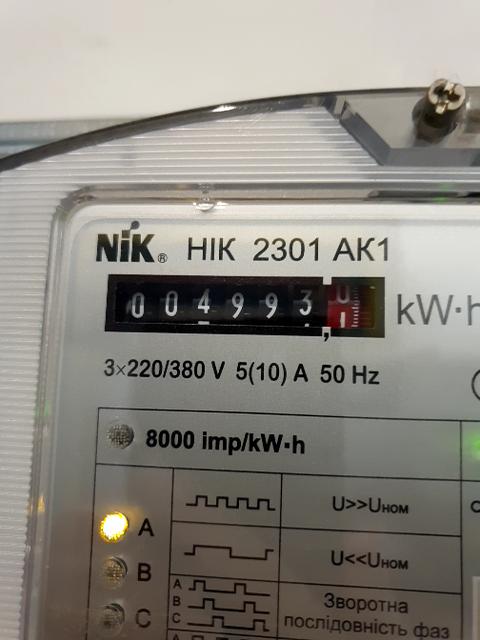 NiK® НІК 2301 АК1
004993 kW·h
3×220/380 V 5(10) A 50 Hz
8000 imp/kW·h
A
U>>Uном
B
U<<Uном
C
A
B
C
Зворотна
послідовність фаз